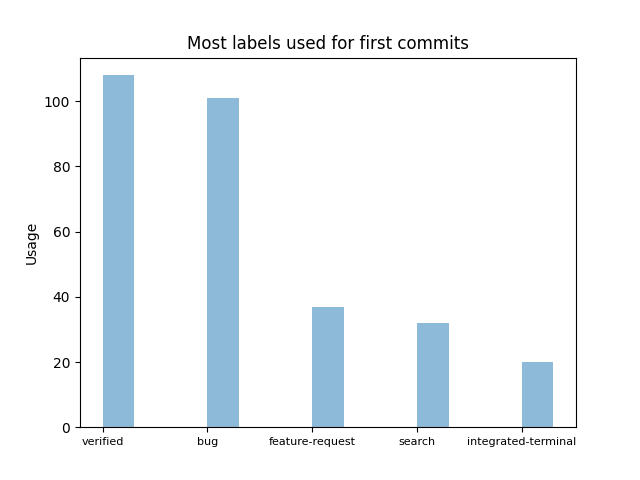 Most labels used for first commits
Usage
100
80
60
40
20
0
verified bug feature-request search integrated-terminal